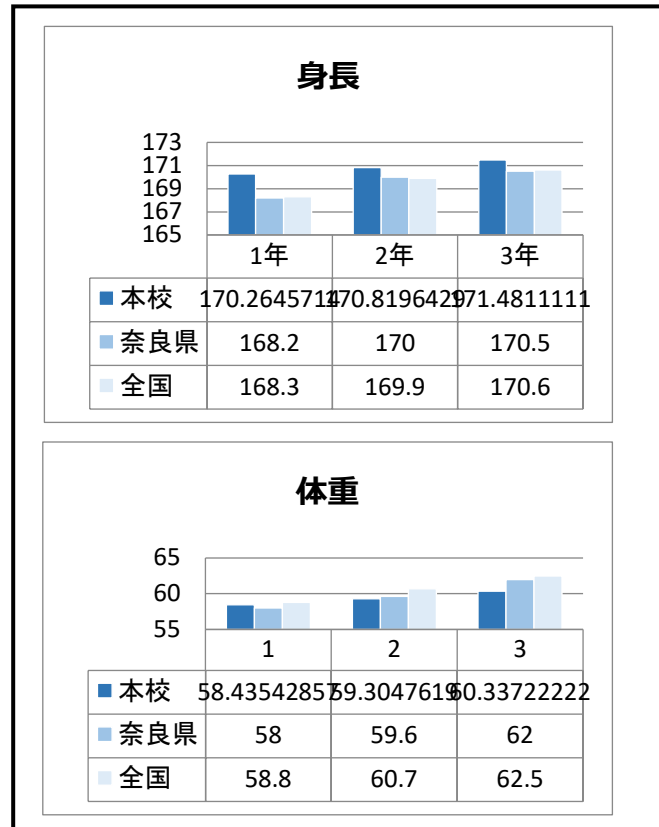 身長
173
171
169
167
165
1年 2年 3年
本校 170.2645714 170.8196429 171.4811111
奈良県 168.2 170 170.5
全国 168.3 169.9 170.6
体重
65
60
55
1 2 3
本校 58.43542857 59.3047619 60.33722222
奈良県 58 59.6 62
全国 58.8 60.7 62.5